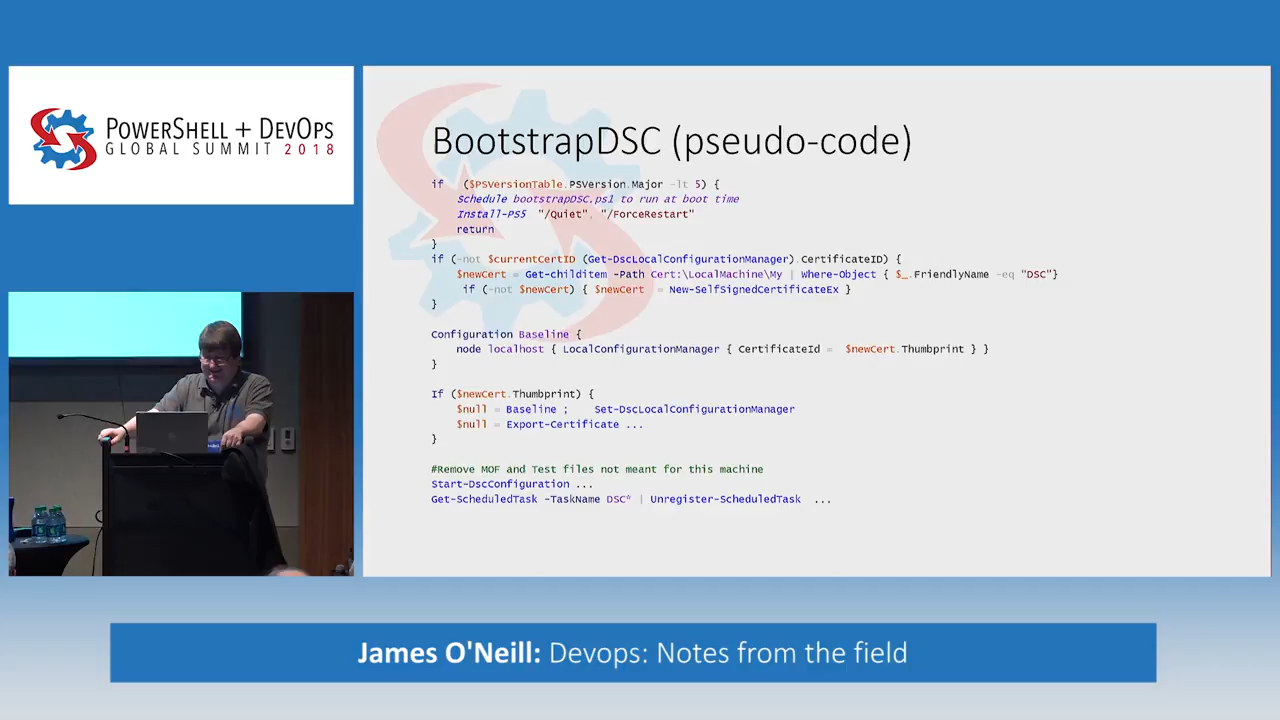 POWERSHELL + DEVOPS
GLOBAL SUMMIT 2018
BootstrapDSC (pseudo-code)
if ($PSVersionTable.PSVersion.Major -lt 5) {
Schedule bootstrapDSC.ps1 to run at boot time
Install-PS5 "/Quiet", "/ForceRestart"
return
}
if (-not $currentCertID (Get-DscLocalConfigurationManager).CertificateID) {
$newCert = Get-childitem -Path Cert:\LocalMachine\My | Where-Object { $_.FriendlyName -eq "DSC"}
if (-not $newCert) { $newCert = New-SelfSignedCertificateEx }
}
Configuration Baseline {
node localhost { LocalConfigurationManager { CertificateId = $newCert.Thumbprint } }
}
If ($newCert.Thumbprint) {
$null = Baseline ; Set-DscLocalConfigurationManager
$null = Export-Certificate ...
}
#Remove MOF and Test files not meant for this machine
Start-DscConfiguration ...
Get-ScheduledTask -TaskName DSC* | Unregister-ScheduledTask ...
James O'Neill: Devops: Notes from the field